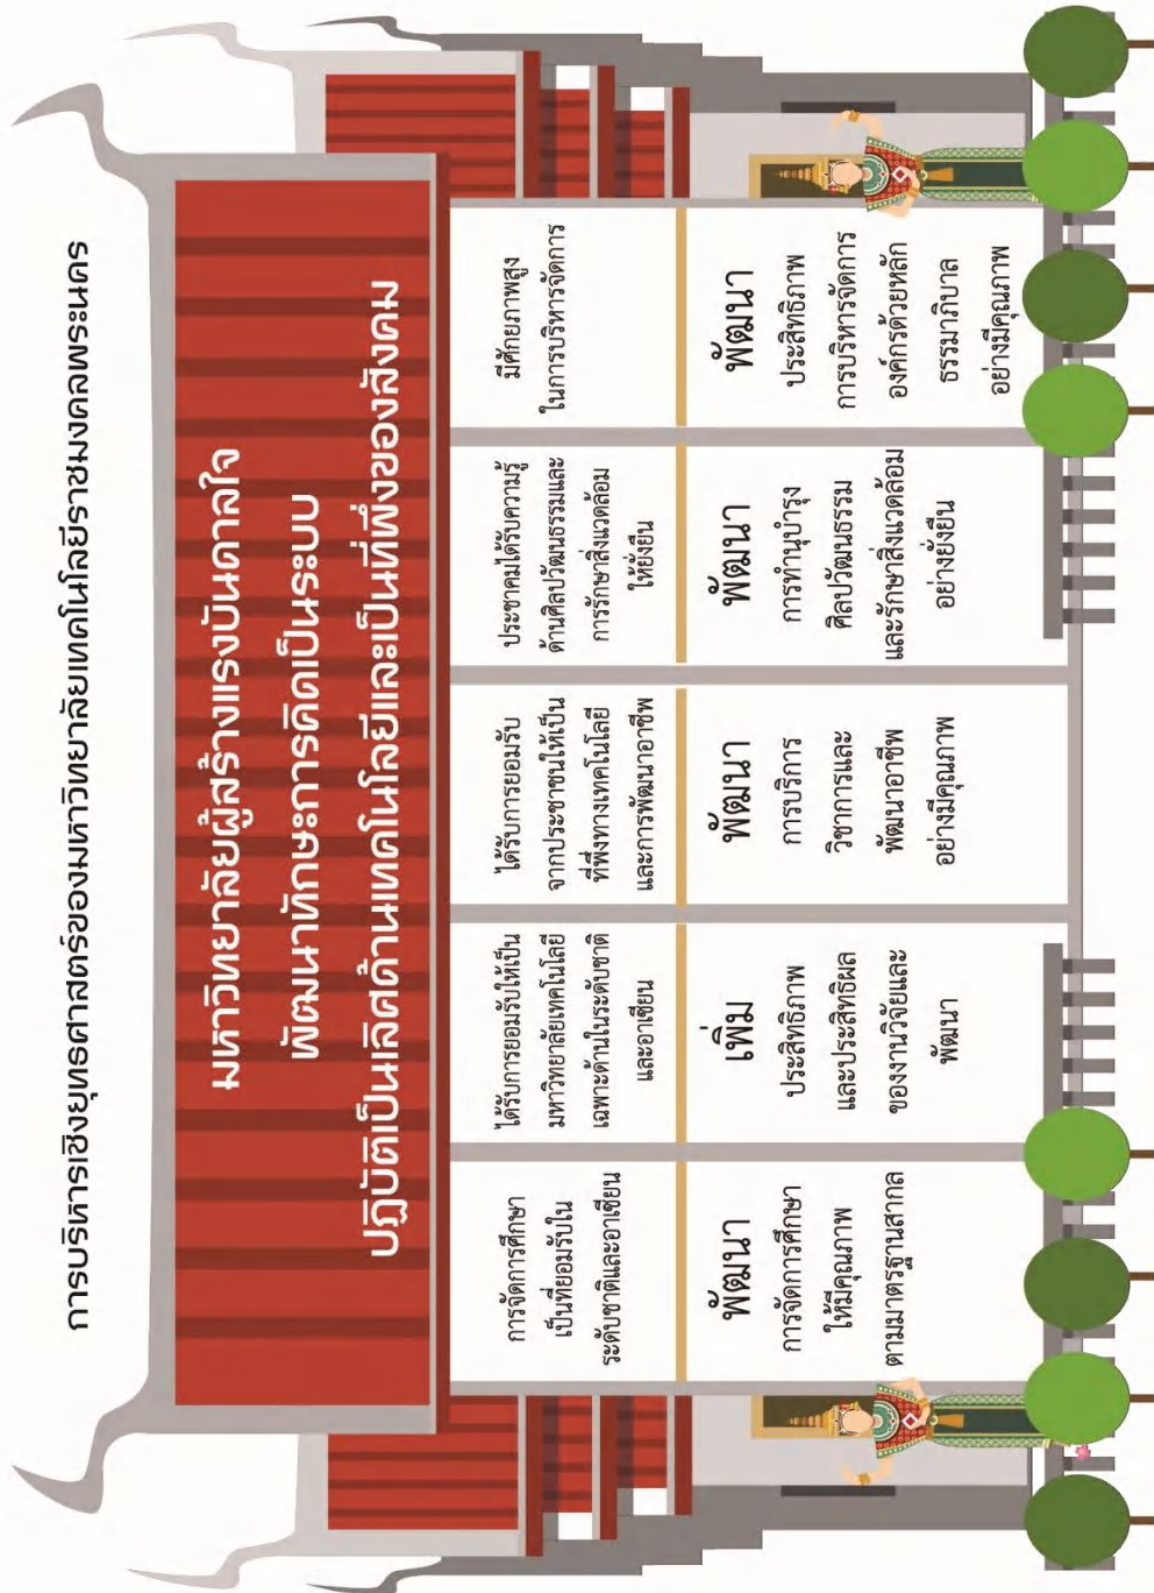 การบริหารเชิงยุทธศาสตร์ของมหาวิทยาลัยเทคโนโลยีราชมงคลพระนคร
มหาวิทยาลัยผู้สร้างแรงบันดาลใจ
พัฒนาทักษะการคิดเป็นระบบ
ปฏิบัติเป็นเลิศด้านเทคโนโลยีและเป็นที่พึ่งของสังคม
การจัดการศึกษา
เป็นที่ยอมรับใน
ระดับชาติและอาเซียน
ได้รับการยอมรับให้เป็น
มหาวิทยาลัยเทคโนโลยี
เฉพาะด้านในระดับชาติ
และอาเซียน
ได้รับการยอมรับ
จากประชาชนให้เป็น
ที่พึ่งทางเทคโนโลยี
และการพัฒนาอาชีพ
ประชาคมได้รับความรู้
ด้านศิลปวัฒนธรรมและ
การรักษาสิ่งแวดล้อม
ให้ยั่งยืน
มีศักยภาพสูง
ในการบริหารจัดการ
พัฒนา
การจัดการศึกษา
ให้มีคุณภาพ
ตามมาตรฐานสากล
เพิ่ม
ประสิทธิภาพ
และประสิทธิผล
ของงานวิจัยและ
พัฒนา
พัฒนา
การบริการ
วิชาการและ
พัฒนาอาชีพ
อย่างมีคุณภาพ
พัฒนา
การทำนุบำรุง
ศิลปวัฒนธรรม
และรักษาสิ่งแวดล้อม
อย่างยั่งยืน
พัฒนา
ประสิทธิภาพ
การบริหารจัดการ
องค์กรด้วยหลัก
ธรรมาภิบาล
อย่างมีคุณภาพ